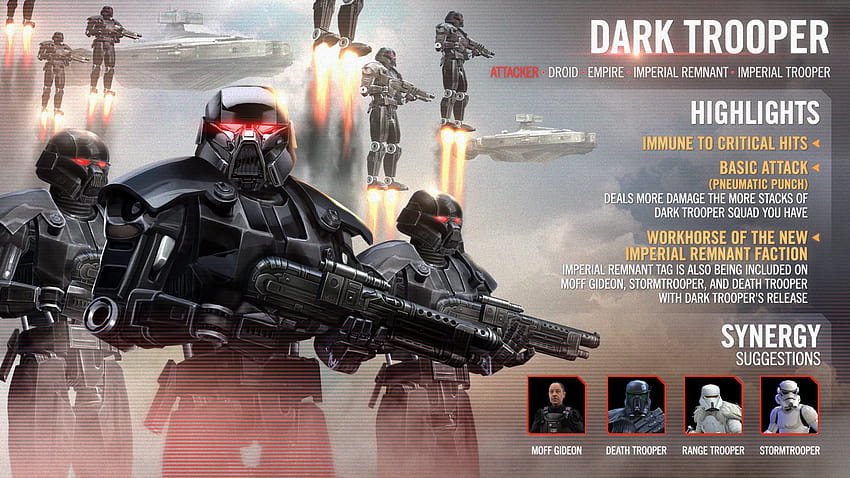 DARK TROOPER
ATTACKER · DROID · EMPIRE · IMPERIAL REMNANT · IMPERIAL TROOPER
HIGHLIGHTS
IMMUNE TO CRITICAL HITS
BASIC ATTACK
(PNEUMATIC PUNCH)
DEALS MORE DAMAGE THE MORE STACKS OF
DARK TROOPER SQUAD YOU HAVE
WORKHORSE OF THE NEW
IMPERIAL REMNANT FACTION
IMPERIAL REMNANT TAG IS ALSO BEING INCLUDED ON
MOFF GIDEON, STORMTROOPER, AND DEATH TROOPER
WITH DARK TROOPER'S RELEASE
SYNERGY
SUGGESTIONS
MOFF GIDEON
DEATH TROOPER
RANGE TROOPER
STORMTROOPER